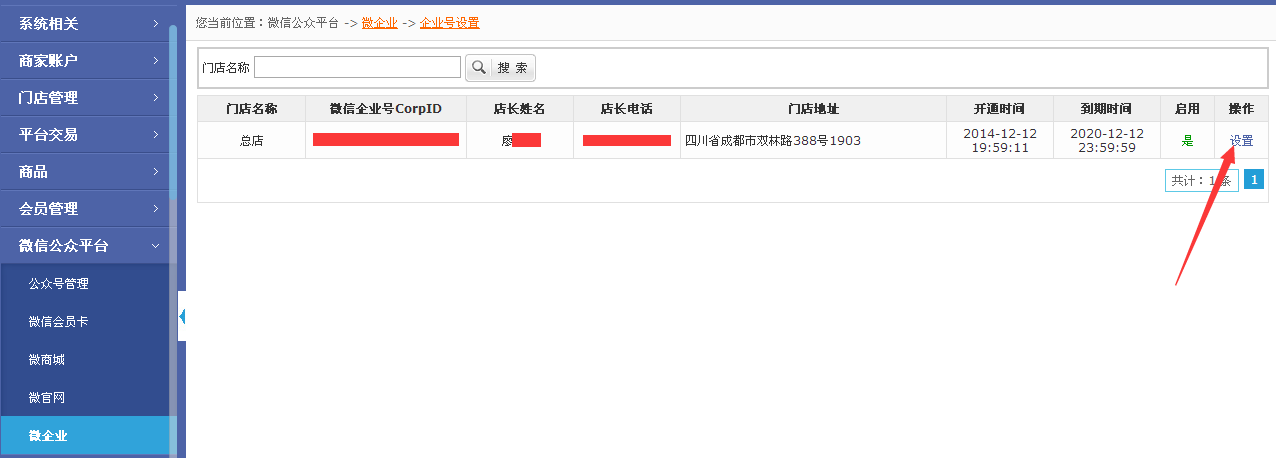 系统相关
商家账户
门店管理
平台交易
商品
会员管理
微信公众平台
公众号管理
微信会员卡
微商城
微官网
微企业
您当前位置：微信公众平台 -> 微企业 -> 企业号设置
门店名称 搜 索
门店名称 微信企业号CorpID 店长姓名 店长电话 门店地址 开通时间 到期时间 启用 操作
总店 廖 四川省成都市双林路388号1903 2014-12-12 2020-12-12 是 设置
19:59:11 23:59:59
共计：1 条 1